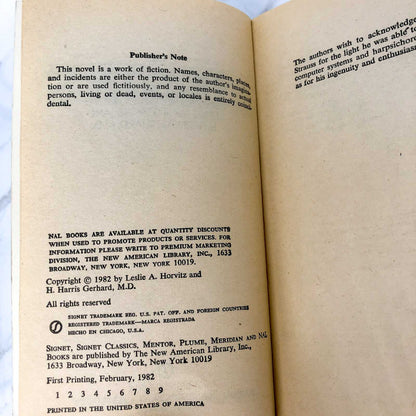 Publisher's Note
This novel is a work of fiction. Names, characters, places,
and incidents are either the product of the author's imagina-
tion or are used fictitiously, and any resemblance to actual
persons, living or dead, events, or locales is entirely coinci-
dental.
NAL BOOKS ARE AVAILABLE AT QUANTITY DISCOUNTS
WHEN USED TO PROMOTE PRODUCTS OR SERVICES. FOR
INFORMATION PLEASE WRITE TO PREMIUM MARKETING
DIVISION, THE NEW AMERICAN LIBRARY, INC., 1633
BROADWAY, NEW YORK, NEW YORK 10019.
Copyright © 1982 by Leslie A. Horvitz and
H. Harris Gerhard, M.D.
All rights reserved
SIGNET TRADEMARK REG. U.S. PAT. OFF. AND FOREIGN COUNTRIES
REGISTERED TRADEMARK—MARCA REGISTRADA
HECHO EN CHICAGO, U.S.A.
SIGNET, SIGNET CLASSICS, MENTOR, PLUME, MERIDIAN AND NAL
BOOKS are published by The New American Library, Inc.,
1633 Broadway, New York, New York 10019
First Printing, February, 1982
1 2 3 4 5 6 7 8 9
PRINTED IN THE UNITED STATES OF AMERICA
The authors wish to acknowledge
Strauss for the light he was able to
computer systems and harpsichord
as for his ingenuity and enthusiasm